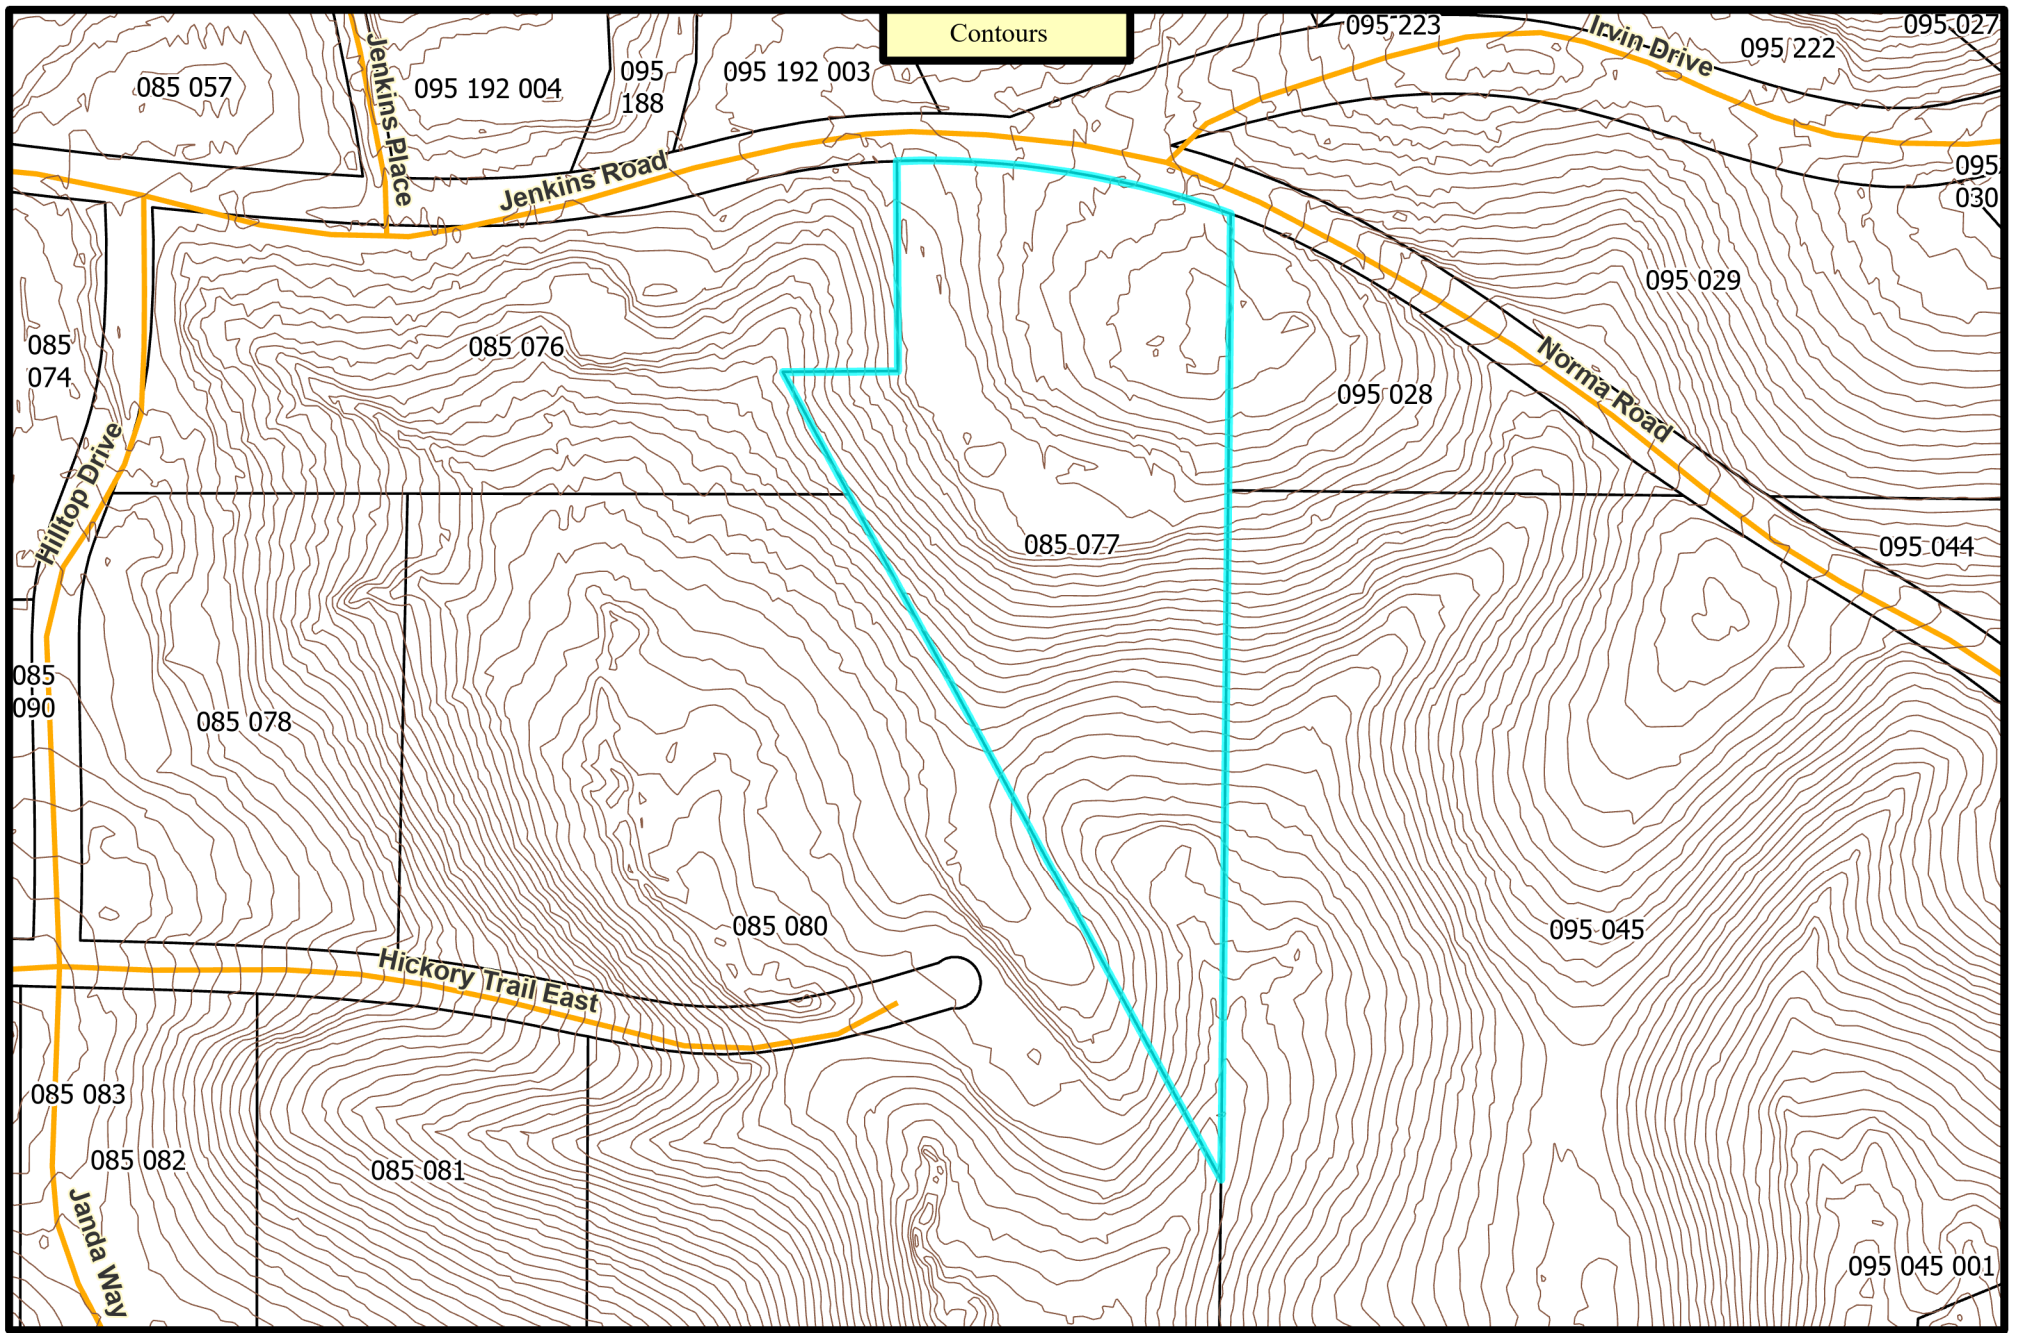 Contours
095 223
Irvin Drive
095 222
095 027
085 057
Jenkins Place
095 192 004
095
188
095 192 003
Jenkins Road
095
030
095 029
085
074
085 076
095 028
Norma Road
Hilltop Drive
085 077
095 044
085
090
085 078
085 080
095 045
Hickory Trail East
085 083
085 082
085 081
Janda Way
095 045 001